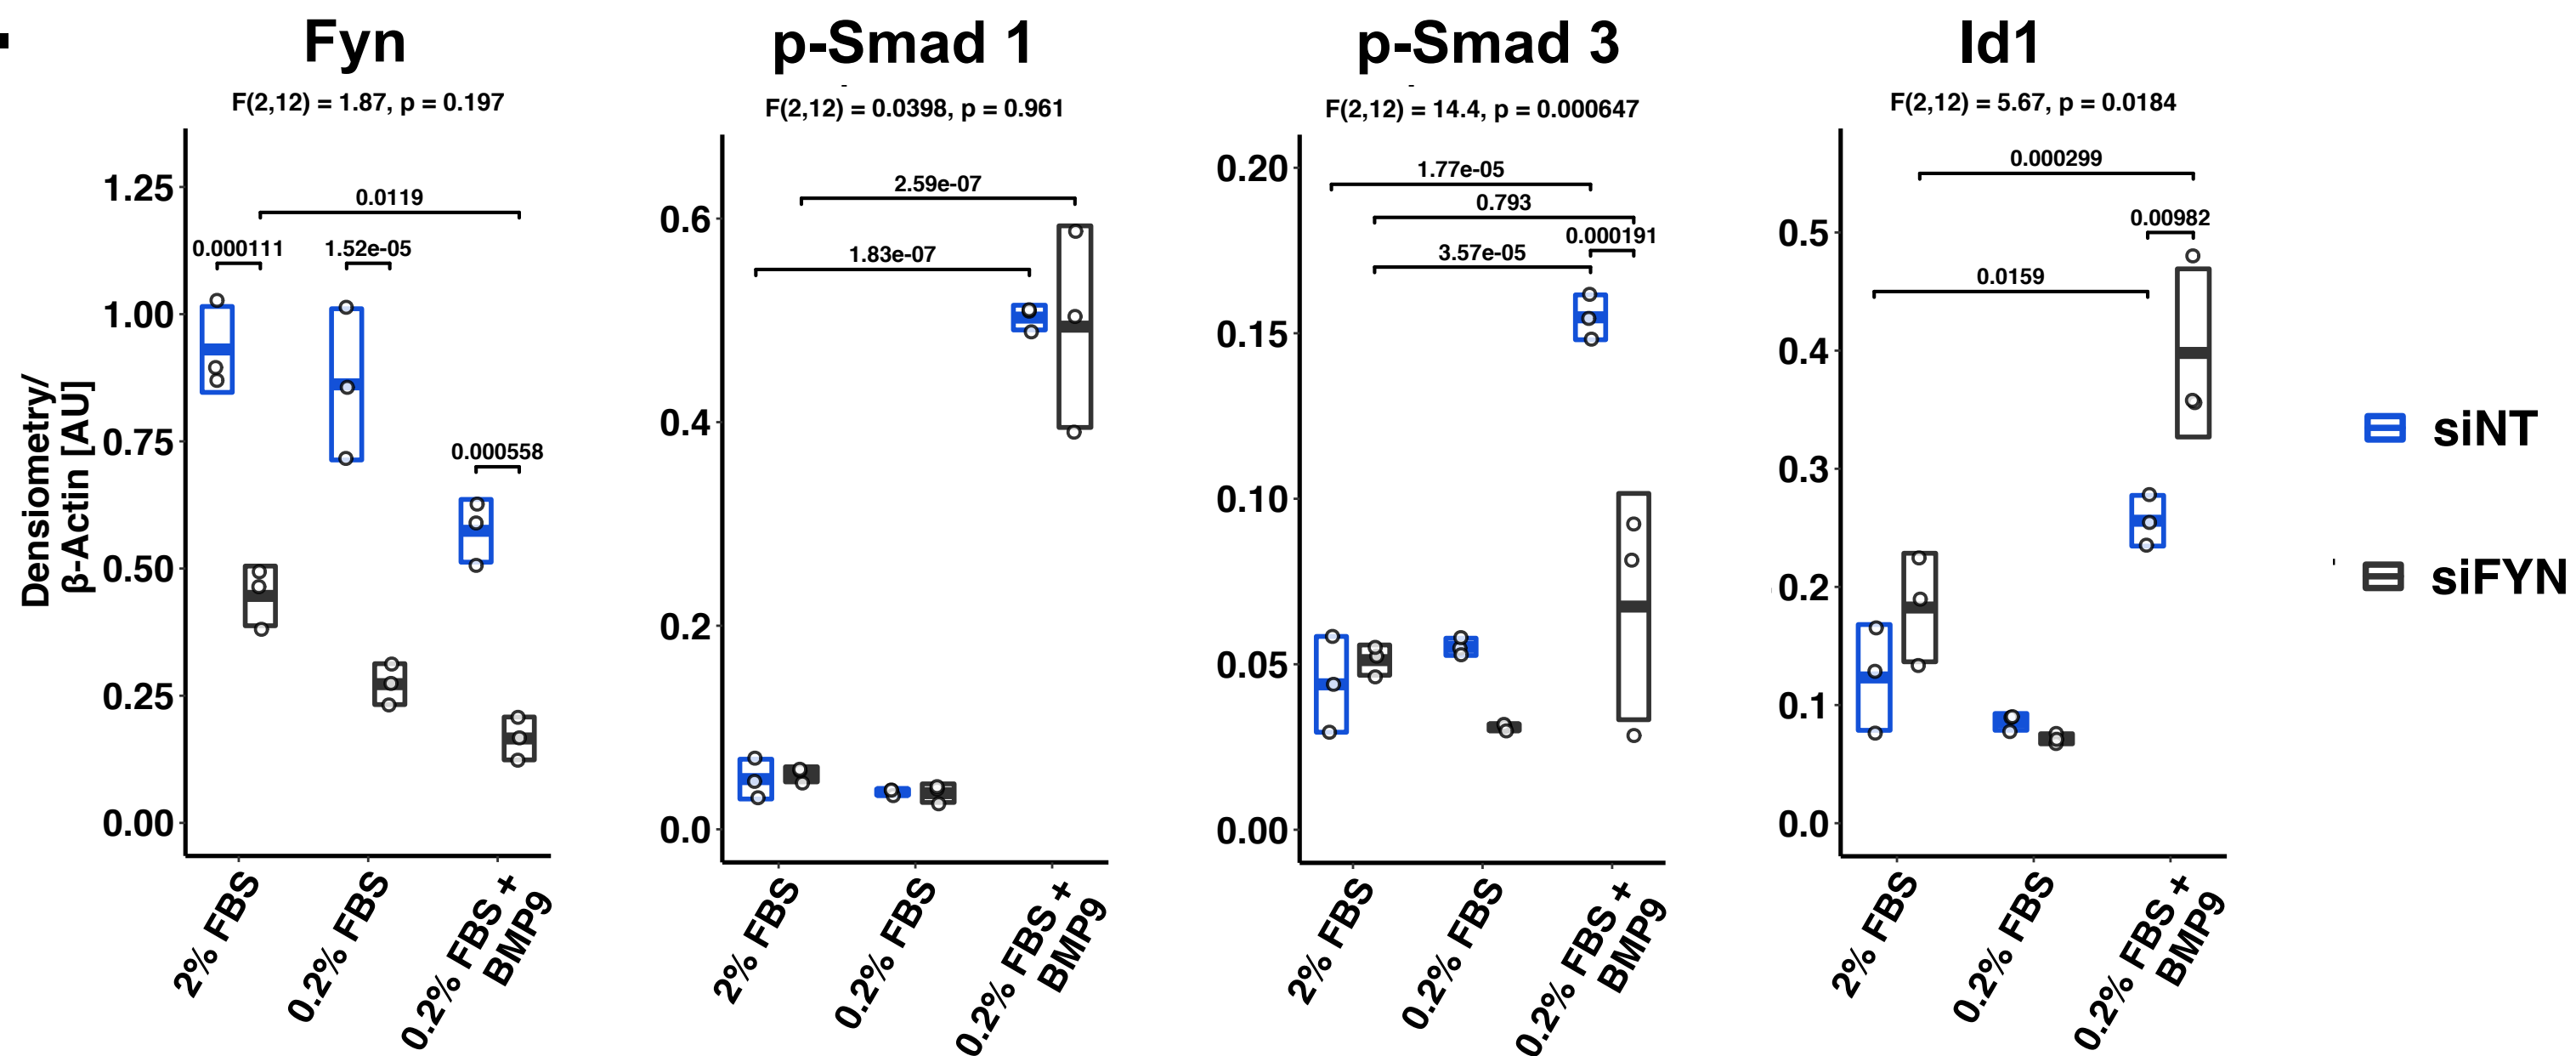 Fyn
F(2,12) = 1.87, p = 0.197
Densiometry/
β-Actin [AU]
1.25
1.00
0.75
0.50
0.25
0.00
0.0119
0.000111
1.52e-05
0.000558
2% FBS
0.2% FBS
0.2% FBS +
BMP9
p-Smad 1
F(2,12) = 0.0398, p = 0.961
0.6
0.4
0.2
0.0
2.59e-07
1.83e-07
2% FBS
0.2% FBS
0.2% FBS +
BMP9
p-Smad 3
F(2,12) = 14.4, p = 0.000647
0.20
0.15
0.10
0.05
0.00
1.77e-05
0.793
0.000191
3.57e-05
2% FBS
0.2% FBS
0.2% FBS +
BMP9
Id1
F(2,12) = 5.67, p = 0.0184
0.5
0.4
0.3
0.2
0.1
0.0
0.000299
0.00982
0.0159
2% FBS
0.2% FBS
0.2% FBS +
BMP9
siNT
siFYN